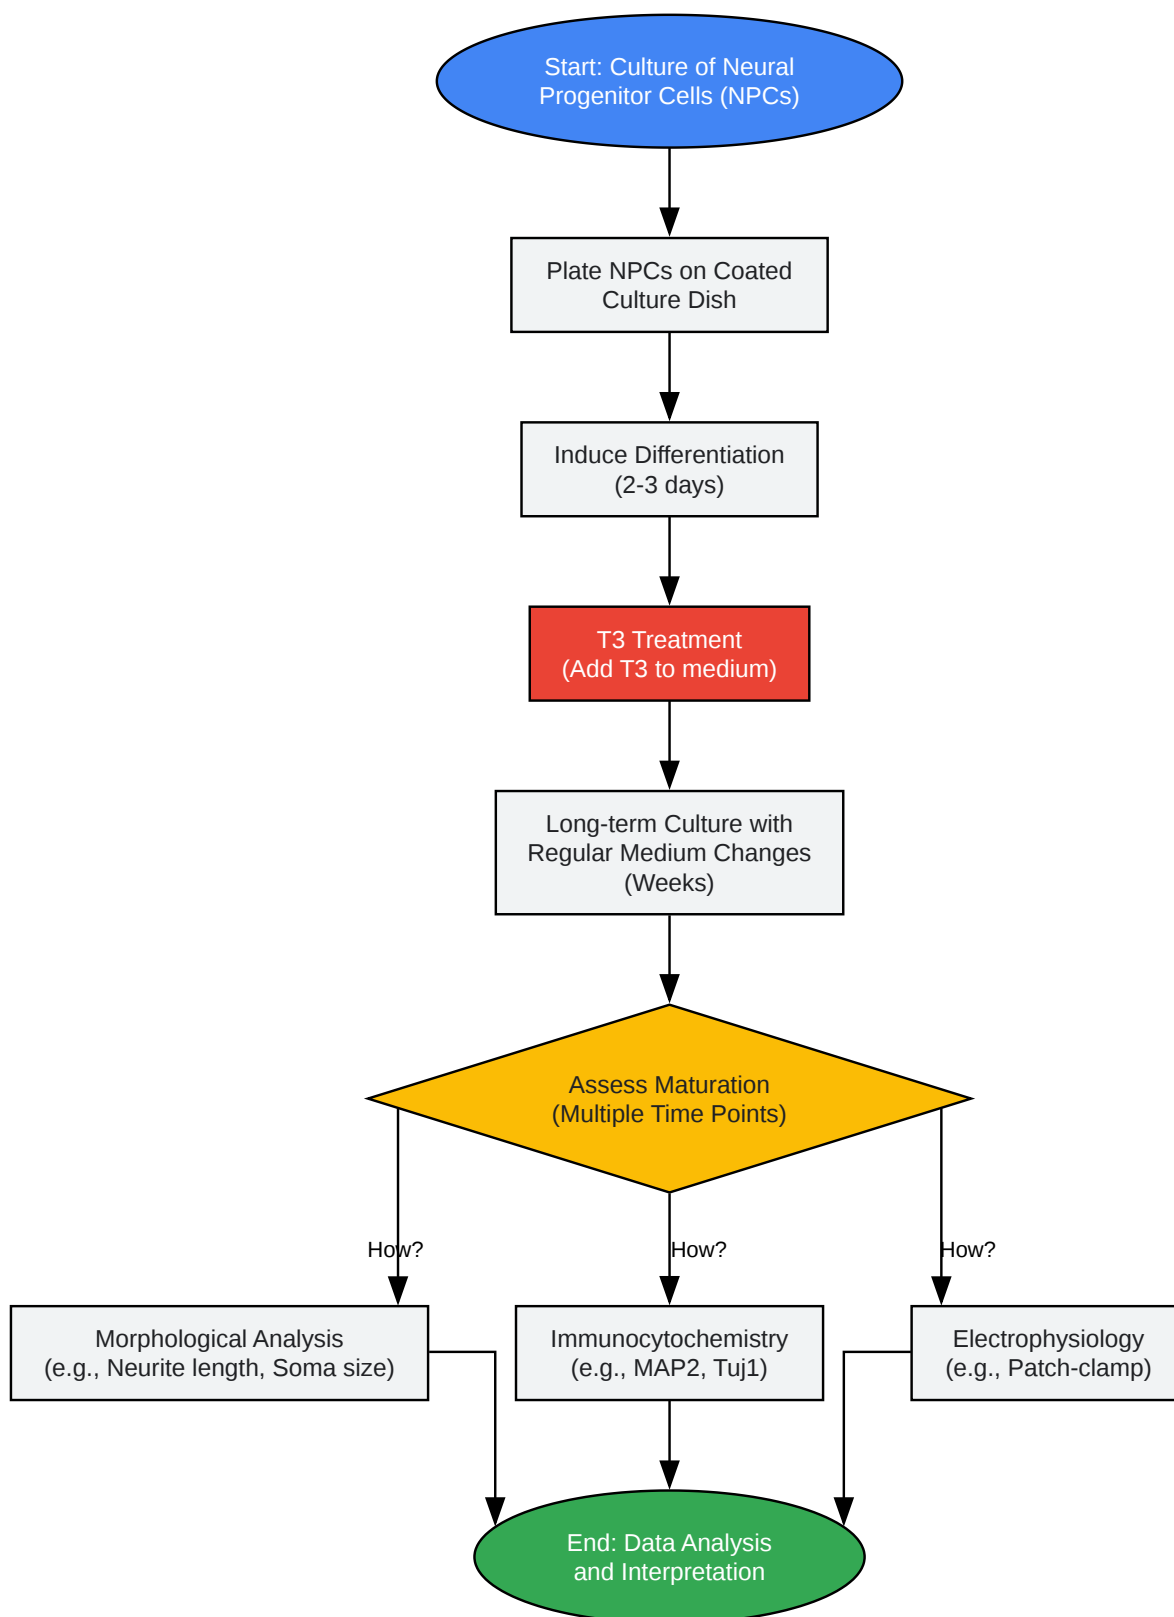 Start: Culture of Neural
Progenitor Cells (NPCs)
Plate NPCs on Coated
Culture Dish
Induce Differentiation
(2-3 days)
T3 Treatment
(Add T3 to medium)
Long-term Culture with
Regular Medium Changes
(Weeks)
Assess Maturation
(Multiple Time Points)
How?
How?
How?
Morphological Analysis
(e.g., Neurite length, Soma size)
Immunocytochemistry
(e.g., MAP2, Tuj1)
Electrophysiology
(e.g., Patch-clamp)
End: Data Analysis
and Interpretation